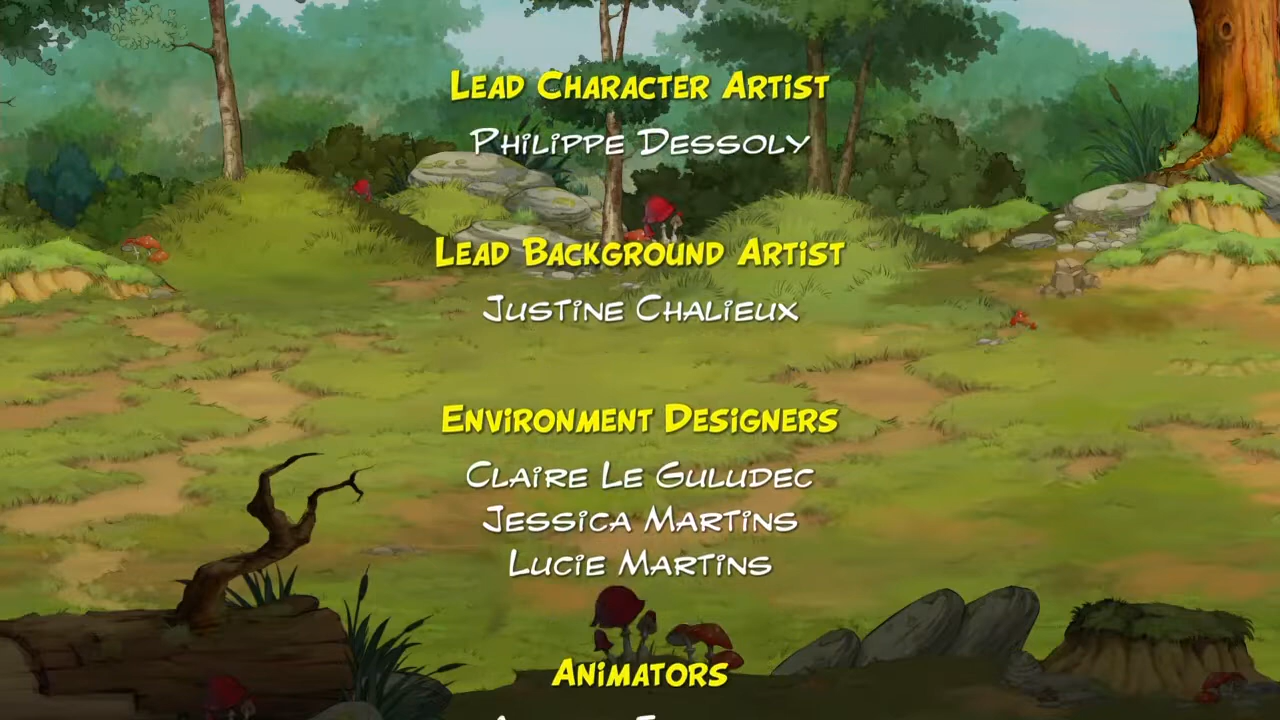 Lead Character Artist
Philippe Dessoly
Lead Background Artist
Justine Chalieux
Environment Designers
Claire Le Guludec
Jessica Martins
Lucie Martins
Animators